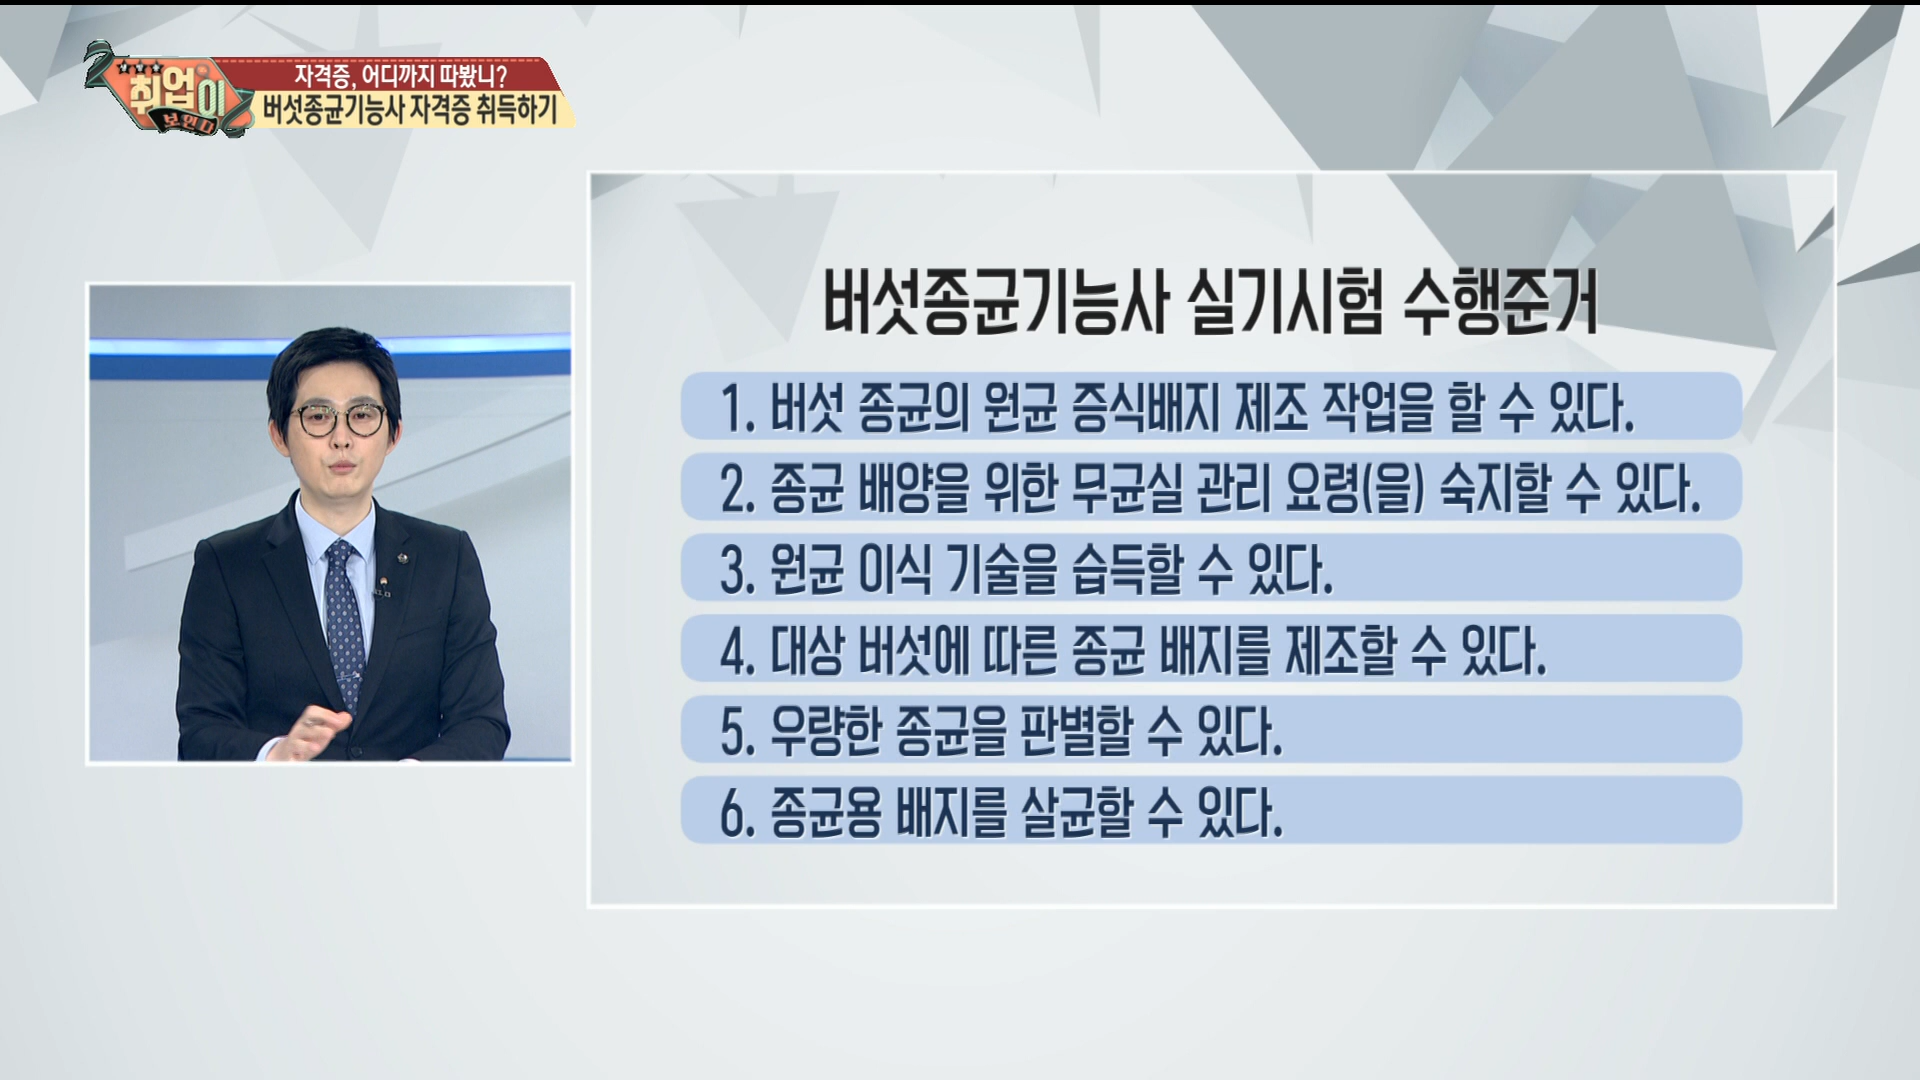 취업이
보인다
자격증, 어디까지 따봤니?
버섯종균기능사 자격증 취득하기
버섯종균기능사 실기시험 수행준거
1. 버섯 종균의 원균 증식배지 제조 작업을 할 수 있다.
2. 종균 배양을 위한 무균실 관리 요령(을) 숙지할 수 있다.
3. 원균 이식 기술을 습득할 수 있다.
4. 대상 버섯에 따른 종균 배지를 제조할 수 있다.
5. 우량한 종균을 판별할 수 있다.
6. 종균용 배지를 살균할 수 있다.